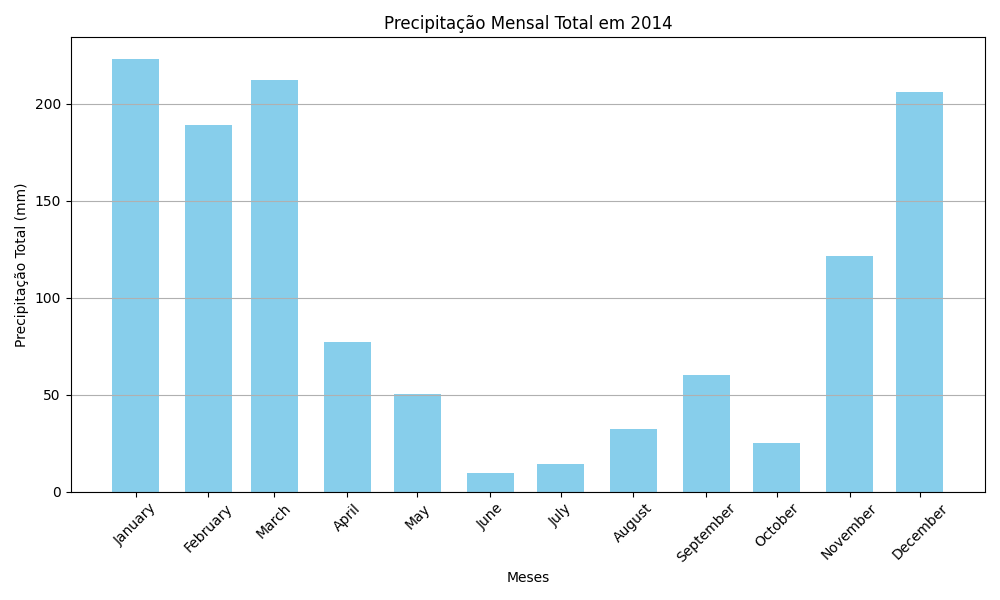 Precipitação Mensal Total em 2014
Precipitação Total (mm)
200
150
100
50
0
January
February
March
April
May
June
July
August
September
October
November
December
Meses